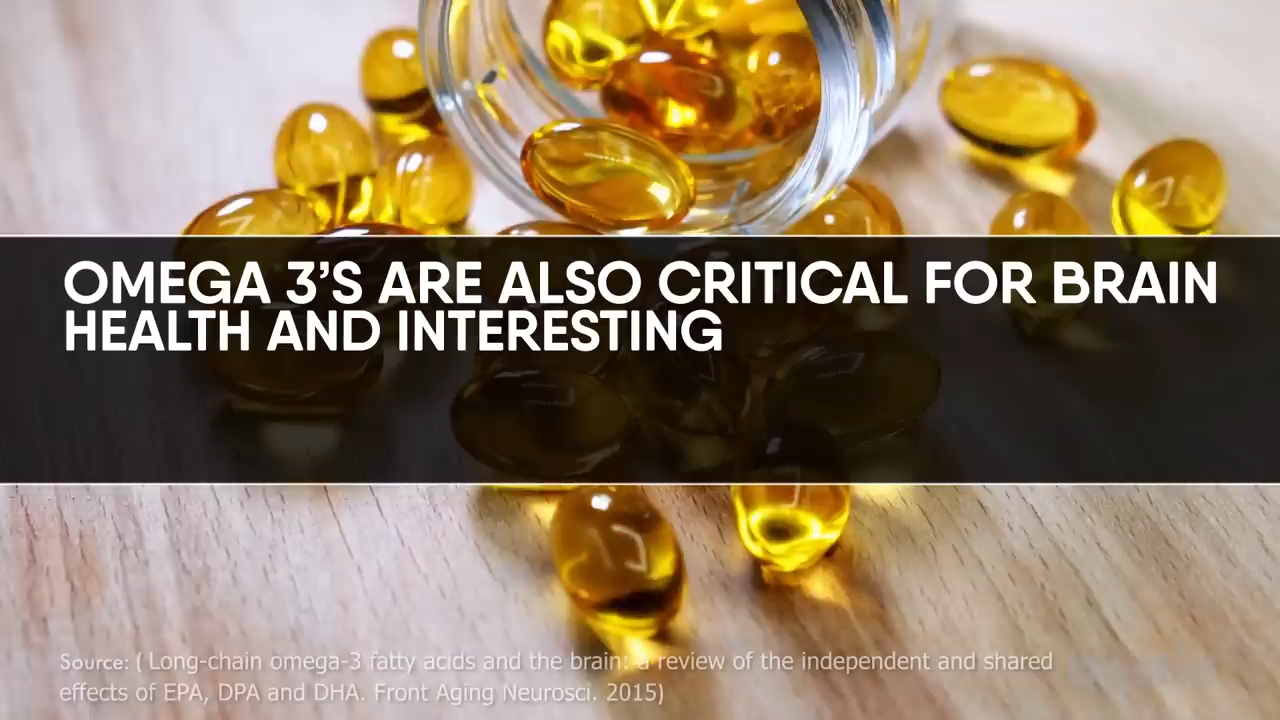 OMEGA 3’S ARE ALSO CRITICAL FOR BRAIN
HEALTH AND INTERESTING
Source: ( Long-chain omega-3 fatty acids and the brain: a review of the independent and shared
effects of EPA, DPA and DHA. Front Aging Neurosci. 2015)